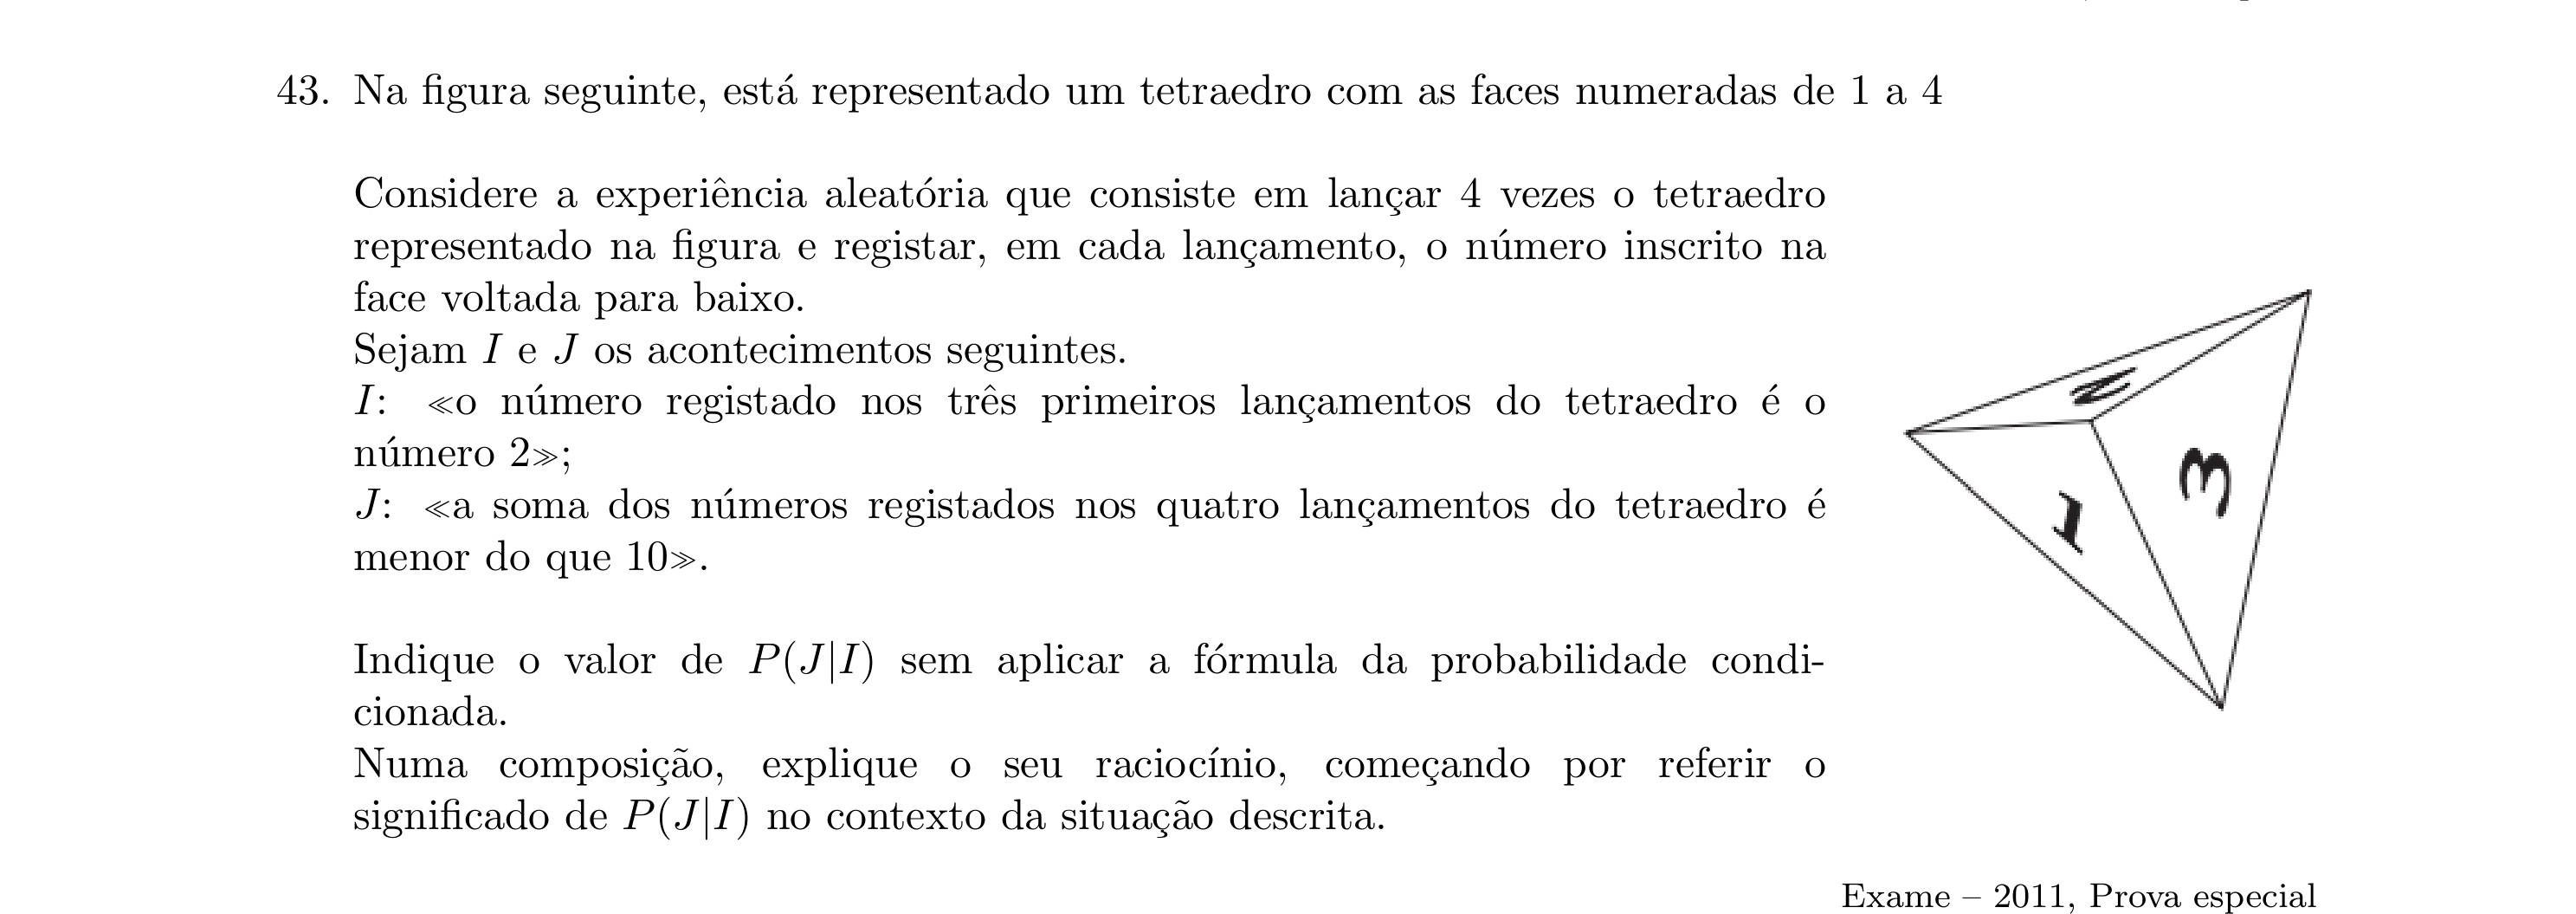 43. Na figura seguinte, está representado um tetraedro com as faces numeradas de 1 a 4
Considere a experiência aleatória que consiste em lançar 4 vezes o tetraedro
representado na figura e registar, em cada lançamento, o número inscrito na
face voltada para baixo.
Sejam I e J os acontecimentos seguintes.
I: «o número registado nos três primeiros lançamentos do tetraedro é o
número 2»;
J: «a soma dos números registados nos quatro lançamentos do tetraedro é
menor do que 10».
Indique o valor de P(J|I) sem aplicar a fórmula da probabilidade condi-
cionada.
Numa composição, explique o seu raciocínio, começando por referir o
significado de P(J|I) no contexto da situação descrita.
2
3
1
Exame – 2011, Prova especial